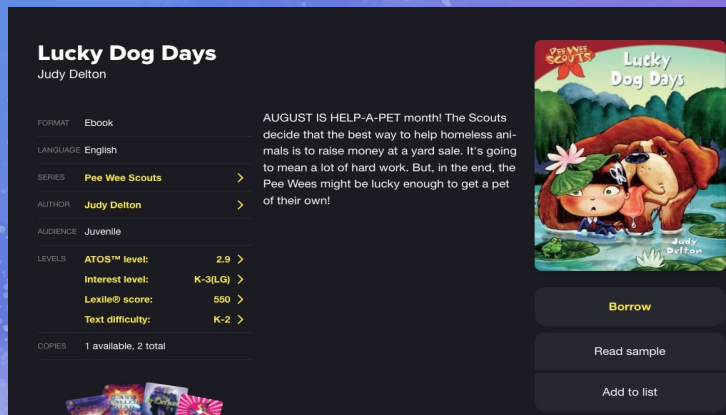 Lucky Dog Days
Judy Delton
FORMAT Ebook
LANGUAGE English
SERIES Pee Wee Scouts
AUTHOR Judy Delton
AUDIENCE Juvenile
LEVELS ATOS™ level: 2.9
Interest level: K-3(LG)
Lexile® score: 550
Text difficulty: K-2
COPIES 1 available, 2 total
AUGUST IS HELP-A-PET month! The Scouts
decide that the best way to help homeless ani-
mals is to raise money at a yard sale. It's going
to mean a lot of hard work. But, in the end, the
Pee Wees might be lucky enough to get a pet
of their own!
PEE WEE
SCOUTS
Lucky
Dog Days
Judy
Delton
Borrow
Read sample
Add to list